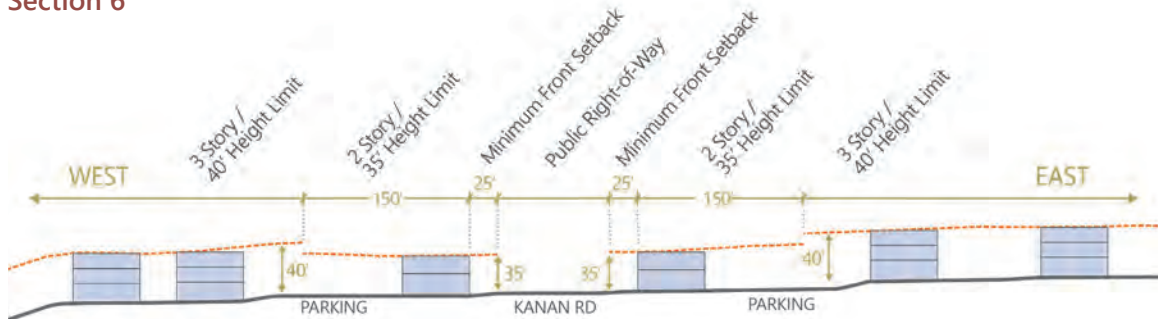 Section 6
3 Story /
40' Height Limit
2 Story /
35' Height Limit
Minimum Front Setback
Public Right-of-Way
Minimum Front Setback
2 Story /
35' Height Limit
3 Story /
40' Height Limit
WEST
150'
25'
25'
150'
EAST
40'
35'
35'
40'
PARKING
KANAN RD
PARKING